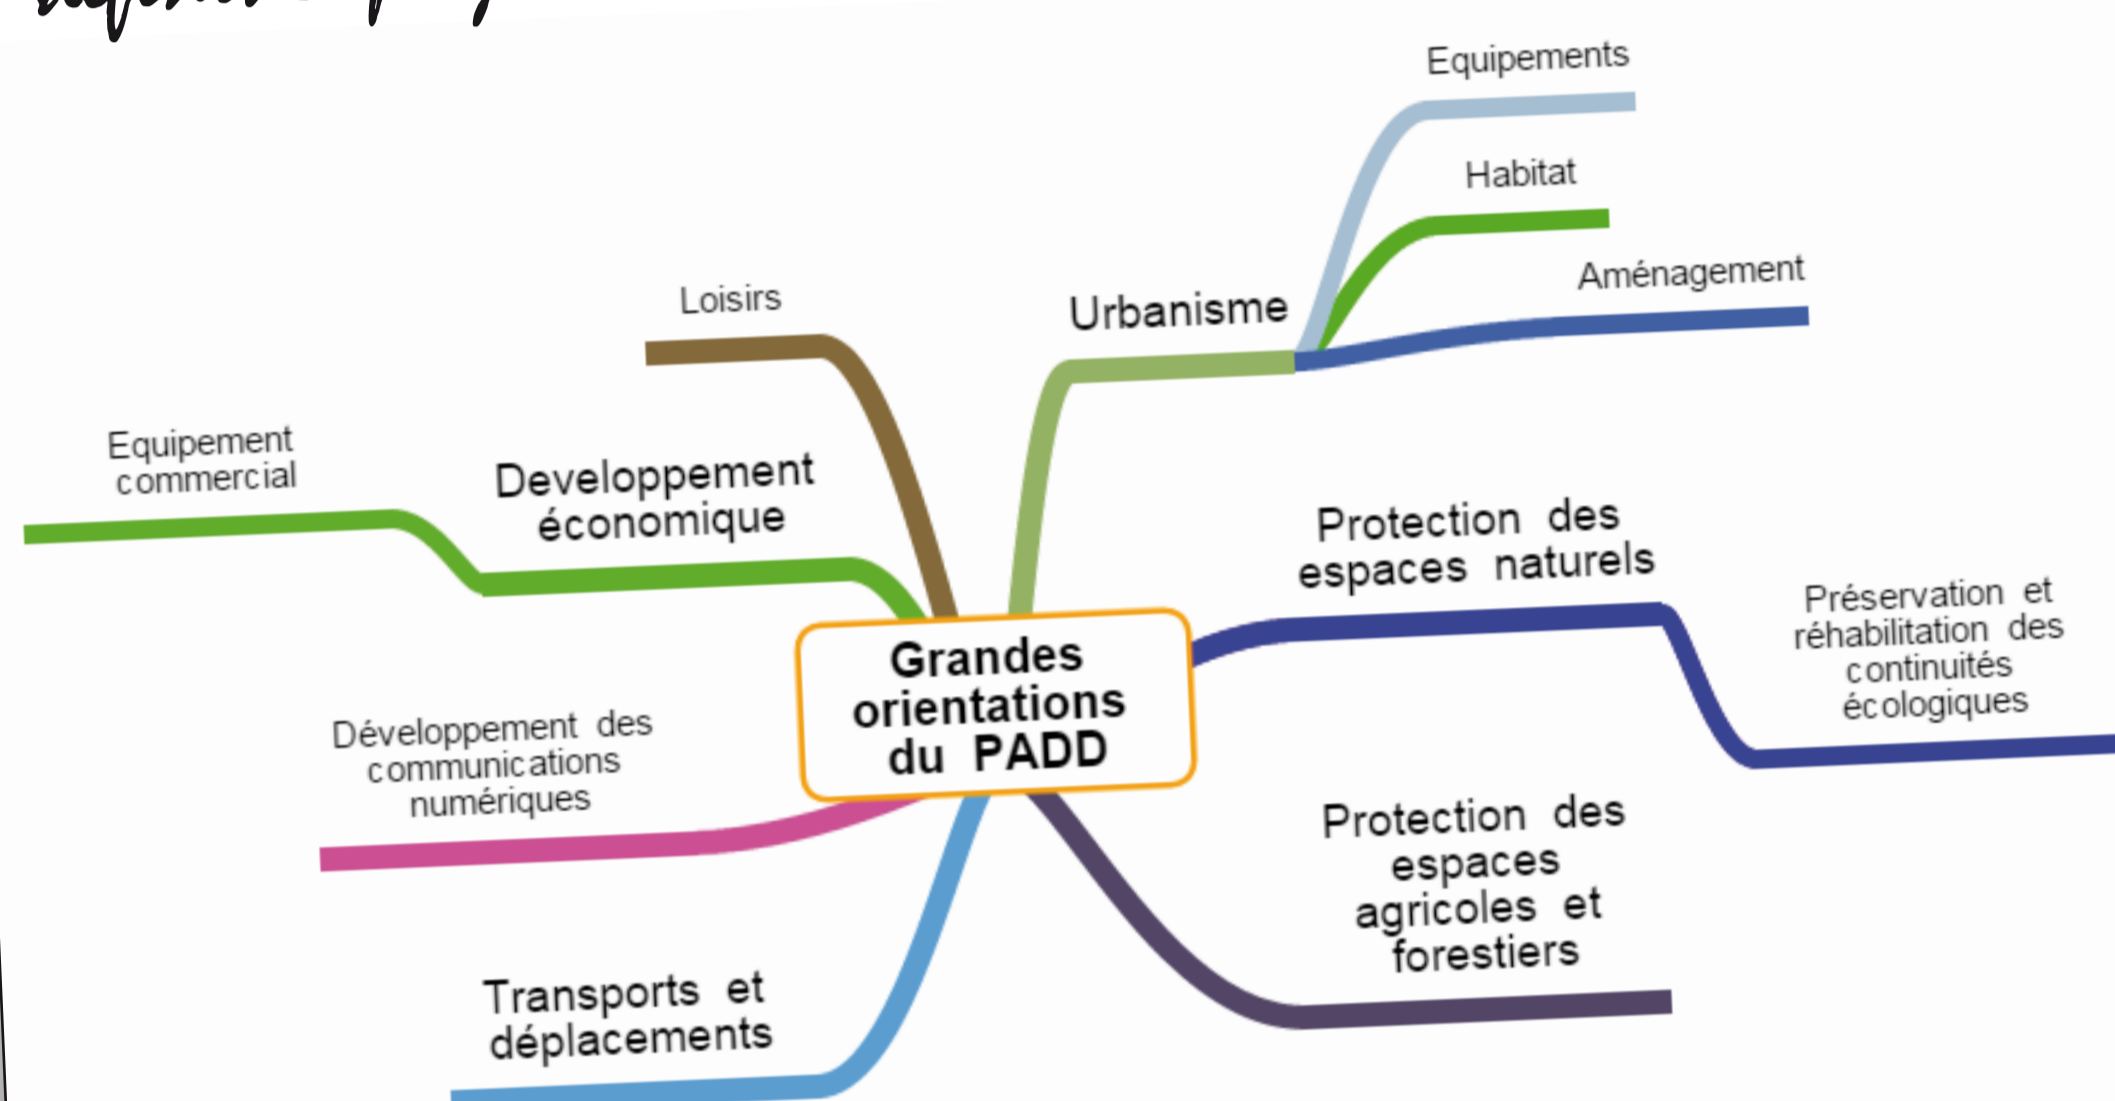 Equipements
Habitat
Aménagement
Urbanisme
Loisirs
Equipement
commercial
Developpement
économique
Protection des
espaces naturels
Préservation et
réhabilitation des
continuités
écologiques
Grandes
orientations
du PADD
Développement des
communications
numériques
Protection des
espaces
agricoles et
forestiers
Transports et
déplacements